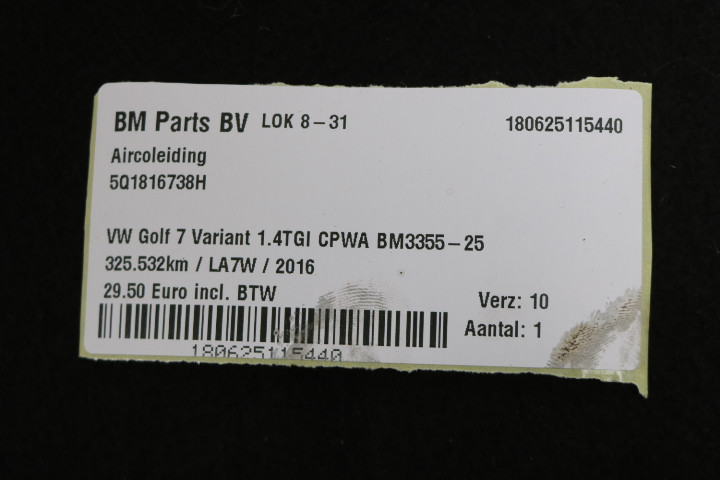 BM Parts BV LOK 8-31 180625115440
Aircoleiding
5Q1816738H
VW Golf 7 Variant 1.4TGI CPWA BM3355-25
325.532km / LA7W / 2016
29.50 Euro incl. BTW
Verz: 10
Aantal: 1
180625115440